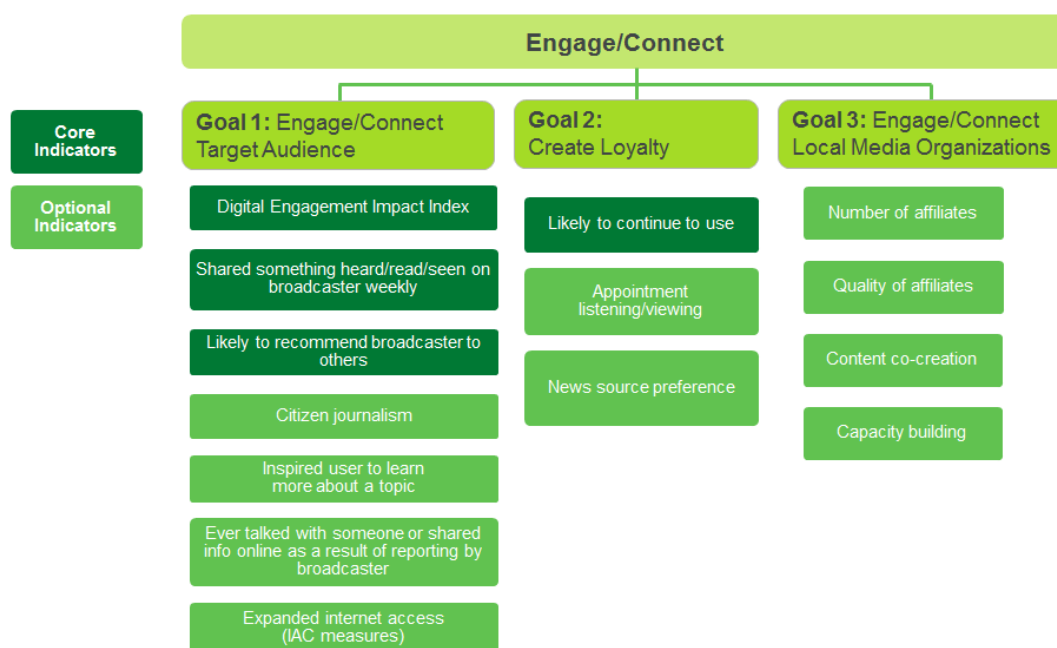 Engage/Connect
Core
Indicators
Optional
Indicators
Goal 1: Engage/Connect
Target Audience
Digital Engagement Impact Index
Shared something heard/read/seen on
broadcaster weekly
Likely to recommend broadcaster to
others
Citizen journalism
Inspired user to learn
more about a topic
Ever talked with someone or shared
info online as a result of reporting by
broadcaster
Expanded internet access
(IAC measures)
Goal 2:
Create Loyalty
Likely to continue to use
Appointment
listening/viewing
News source preference
Goal 3: Engage/Connect
Local Media Organizations
Number of affiliates
Quality of affiliates
Content co-creation
Capacity building